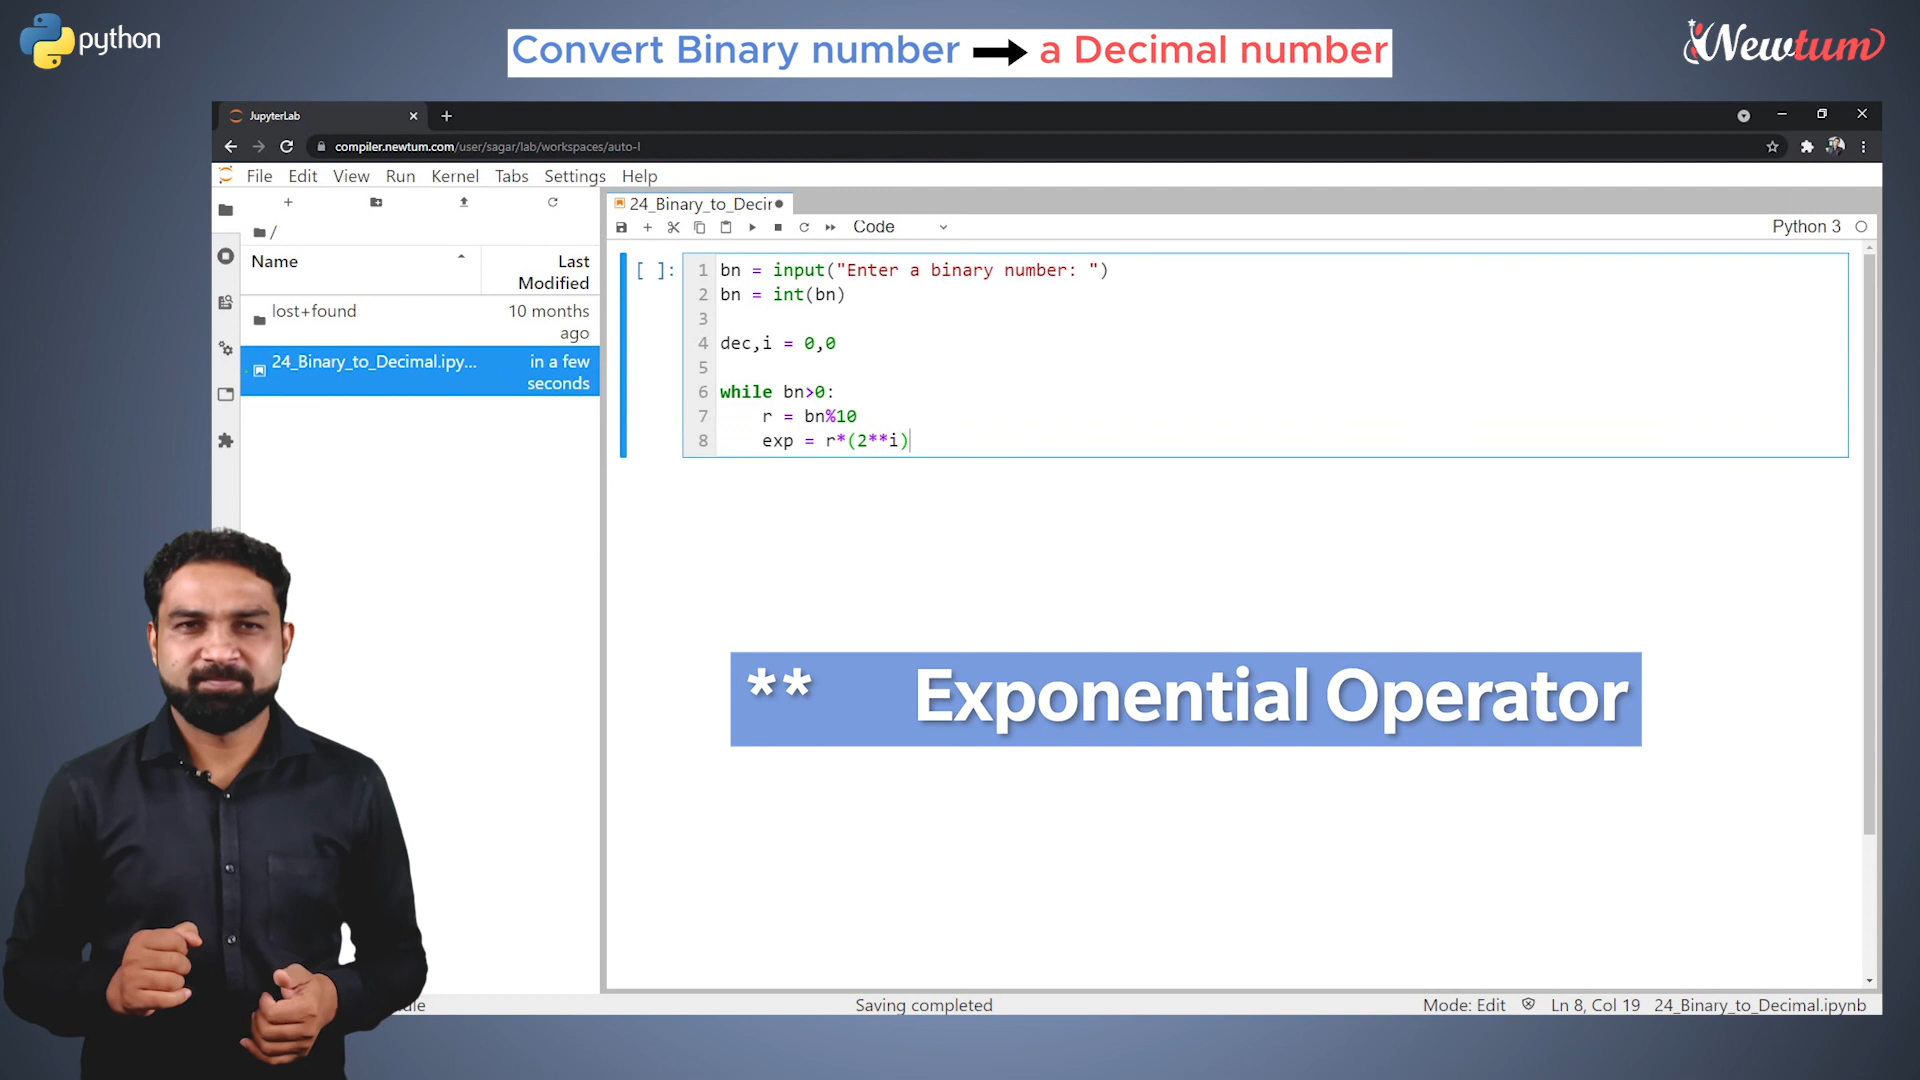 python
Convert Binary number → a Decimal number
Newtum
JupyterLab
compiler.newtum.com/user/sagar/lab/workspaces/auto-l
File Edit View Run Kernel Tabs Settings Help
24_Binary_to_Decir
Code
Python 3
/
Name
Last
Modified
lost+found
10 months
ago
24_Binary_to_Decimal.ipy...
in a few
seconds
[ ]:
1 bn = input("Enter a binary number: ")
2 bn = int(bn)
3
4 dec,i = 0,0
5
6 while bn>0:
7 r = bn%10
8 exp = r*(2**i)
** Exponential Operator
Saving completed
Mode: Edit
Ln 8, Col 19
24_Binary_to_Decimal.ipynb